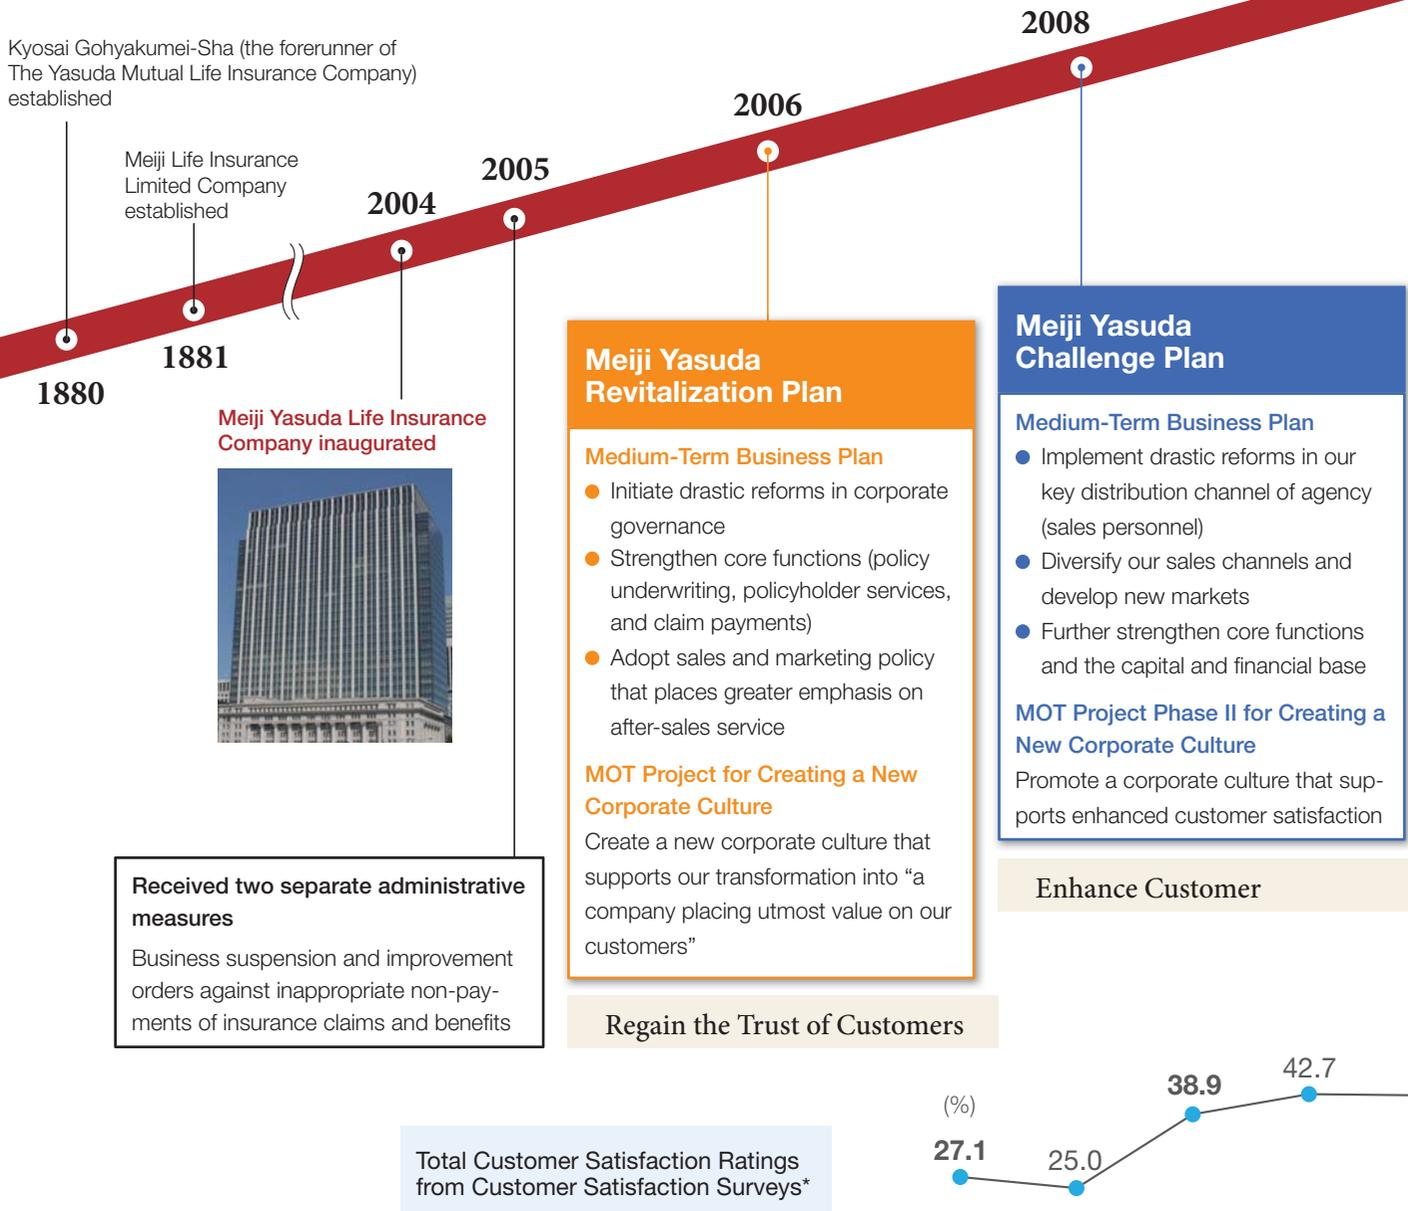 2008
Kyosai Gohyakumei-Sha (the forerunner of
The Yasuda Mutual Life Insurance Company)
established
2006
Meiji Life Insurance
Limited Company
established
2005
2004
1881
1880
Meiji Yasuda Life Insurance
Company inaugurated
Received two separate administrative
measures
Business suspension and improvement
orders against inappropriate non-pay-
ments of insurance claims and benefits
Meiji Yasuda
Revitalization Plan
Medium-Term Business Plan
● Initiate drastic reforms in corporate
governance
● Strengthen core functions (policy
underwriting, policyholder services,
and claim payments)
● Adopt sales and marketing policy
that places greater emphasis on
after-sales service
MOT Project for Creating a New
Corporate Culture
Create a new corporate culture that
supports our transformation into “a
company placing utmost value on our
customers”
Regain the Trust of Customers
Meiji Yasuda
Challenge Plan
Medium-Term Business Plan
● Implement drastic reforms in our
key distribution channel of agency
(sales personnel)
● Diversify our sales channels and
develop new markets
● Further strengthen core functions
and the capital and financial base
MOT Project Phase II for Creating a
New Corporate Culture
Promote a corporate culture that sup-
ports enhanced customer satisfaction
Enhance Customer
Total Customer Satisfaction Ratings
from Customer Satisfaction Surveys*
(%)
27.1
25.0
38.9
42.7